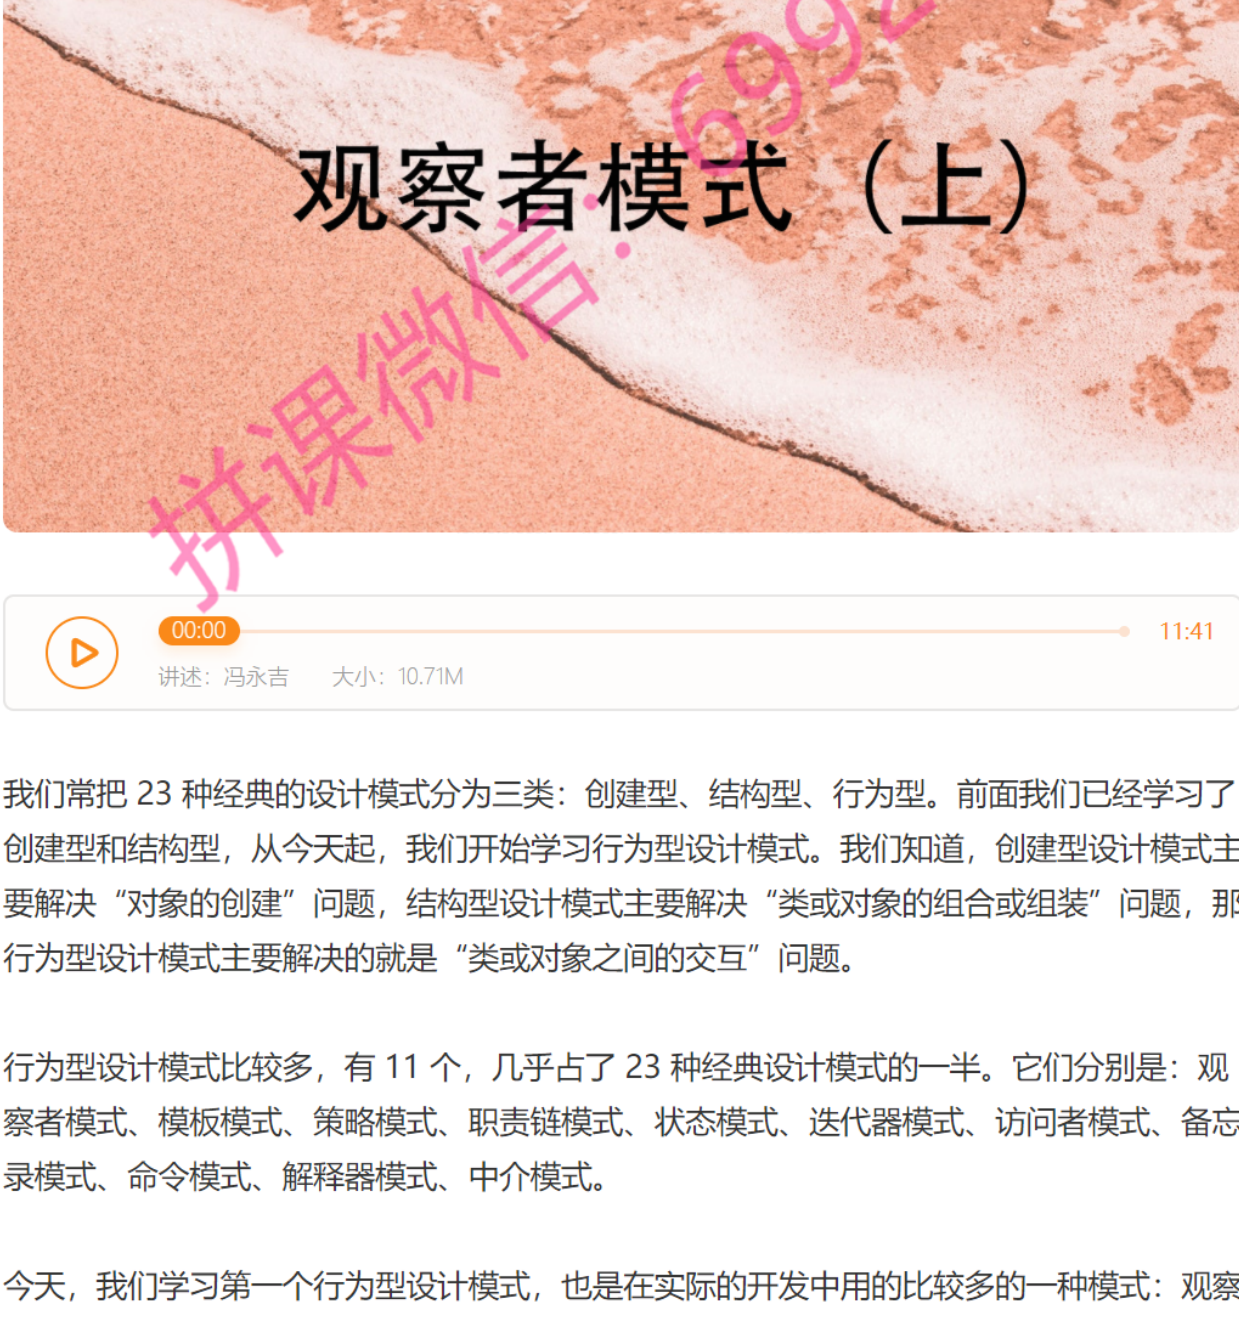 观察者模式（上）
拼课微信：6992
00:00
11:41
讲述：冯永吉 大小：10.71M
我们常把 23 种经典的设计模式分为三类：创建型、结构型、行为型。前面我们已经学习了
创建型和结构型，从今天起，我们开始学习行为型设计模式。我们知道，创建型设计模式主
要解决“对象的创建”问题，结构型设计模式主要解决“类或对象的组合或组装”问题，那
行为型设计模式主要解决的就是“类或对象之间的交互”问题。
行为型设计模式比较多，有 11 个，几乎占了 23 种经典设计模式的一半。它们分别是：观
察者模式、模板模式、策略模式、职责链模式、状态模式、迭代器模式、访问者模式、备忘
录模式、命令模式、解释器模式、中介模式。
今天，我们学习第一个行为型设计模式，也是在实际的开发中用的比较多的一种模式：观察